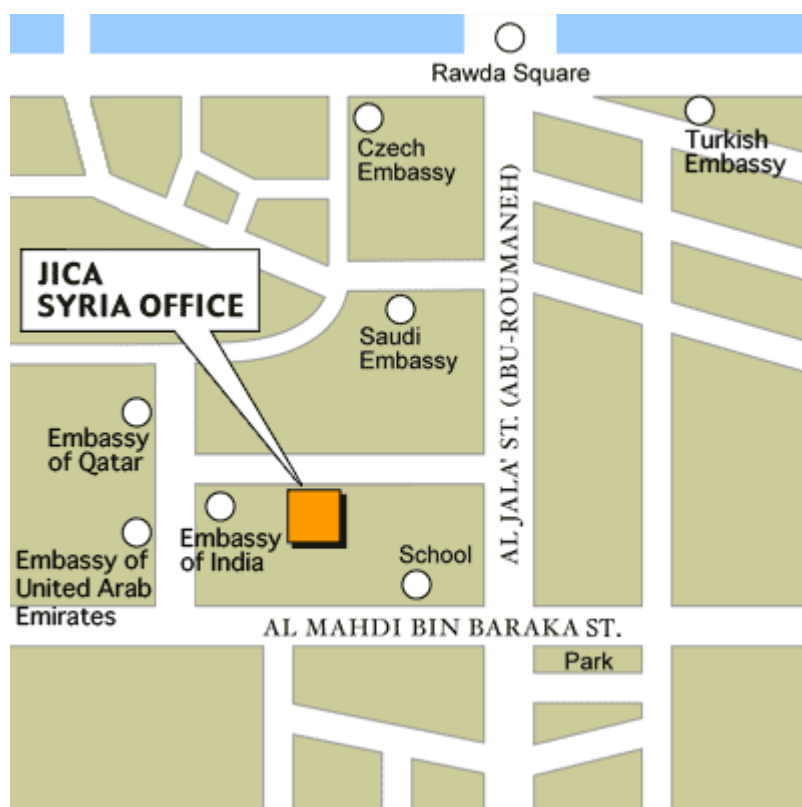 Rawda Square
Czech
Embassy
Turkish
Embassy
JICA
SYRIA OFFICE
Saudi
Embassy
AL JALA' ST. (ABU-ROUMANEH)
Embassy
of Qatar
Embassy
of India
School
Embassy of
United Arab
Emirates
AL MAHDI BIN BARAKA ST.
Park